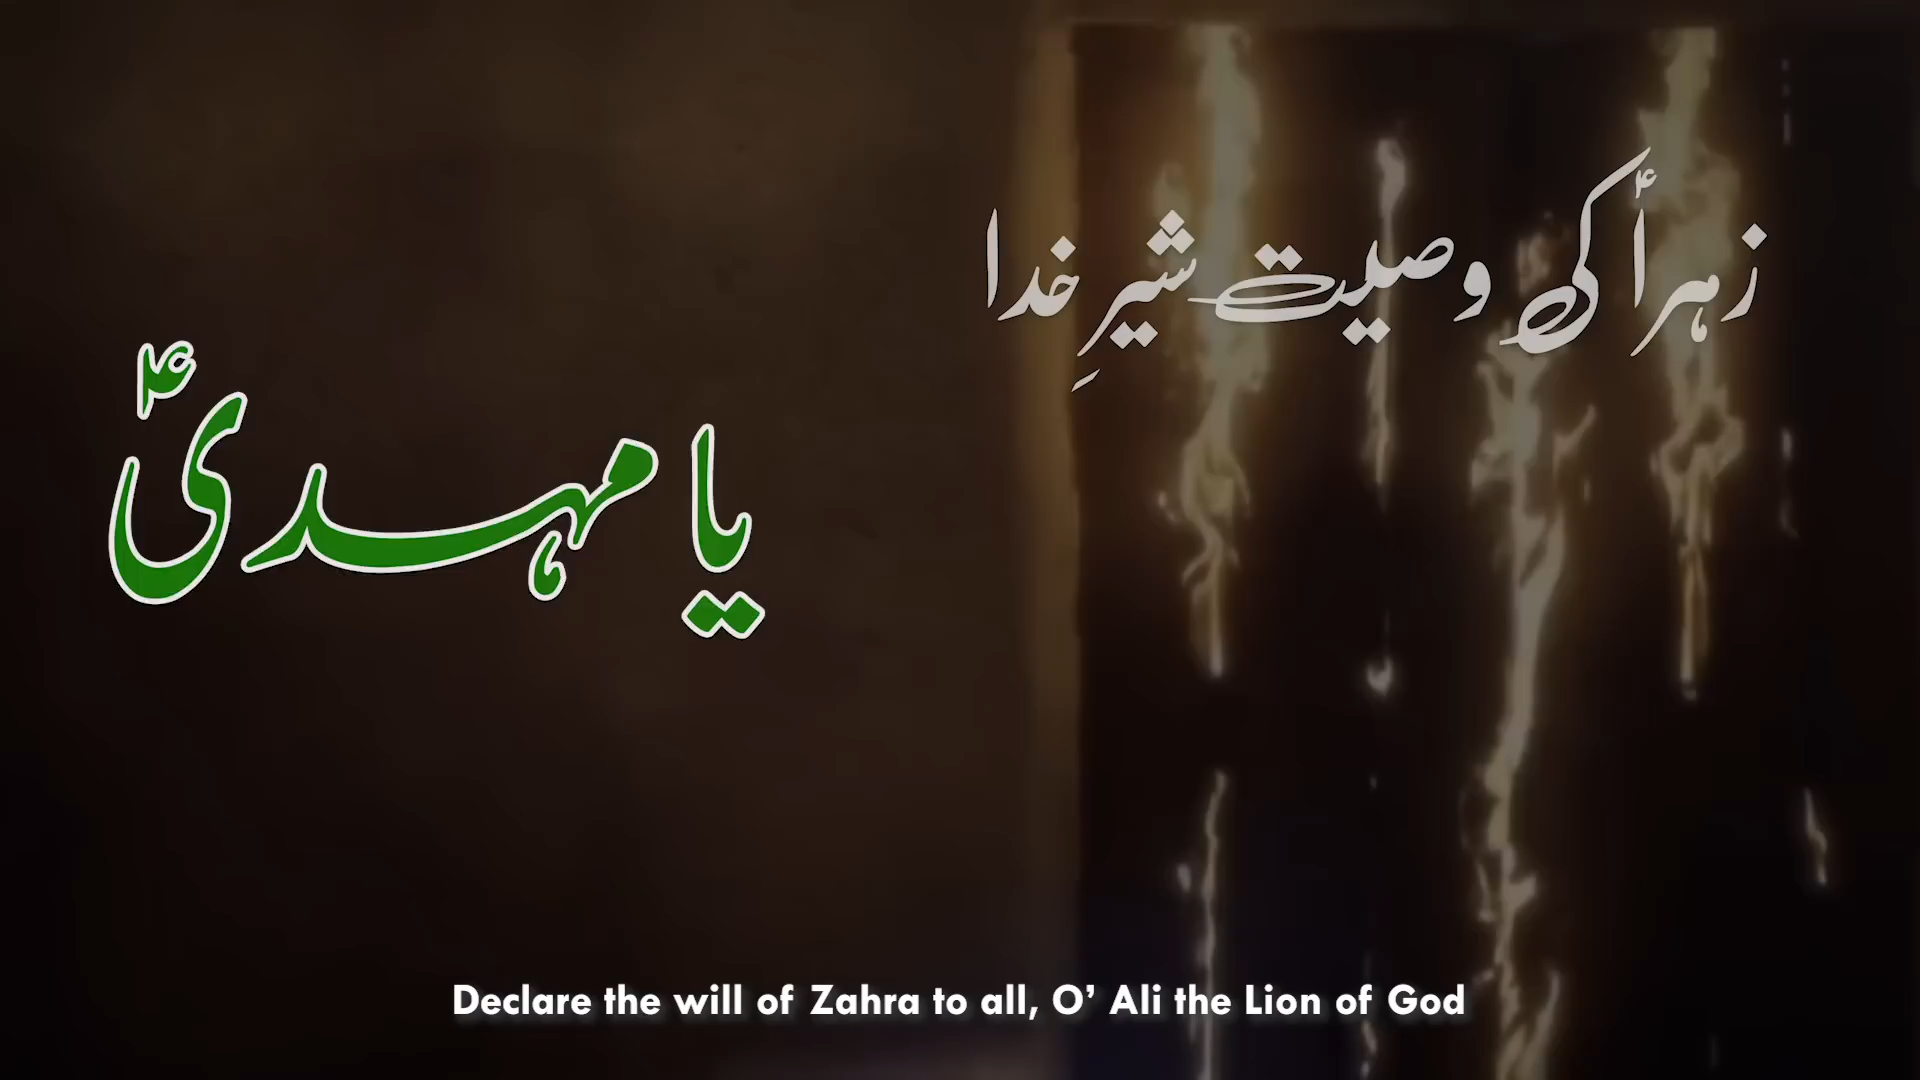 زہراؑ کی وصیت شیرِ خدا
یا مہدیؑ
Declare the will of Zahra to all, O’ Ali the Lion of God